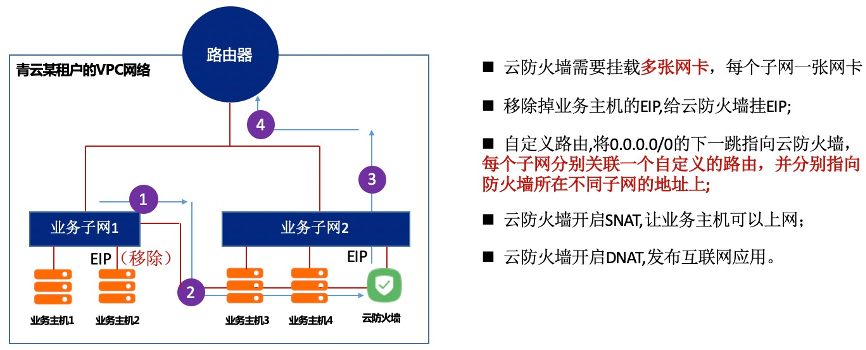 路由器
青云某租户的VPC网络
4
3
1
业务子网1
业务子网2
EIP（移除）
EIP
2
业务主机1
业务主机2
业务主机3
业务主机4
云防火墙
■ 云防火墙需要挂载多张网卡，每个子网一张网卡
■ 移除掉业务主机的EIP,给云防火墙挂EIP;
■ 自定义路由,将0.0.0.0/0的下一跳指向云防火墙，
每个子网分别关联一个自定义的路由，并分别指向
防火墙所在不同子网的地址上;
■ 云防火墙开启SNAT,让业务主机可以上网；
■ 云防火墙开启DNAT,发布互联网应用。